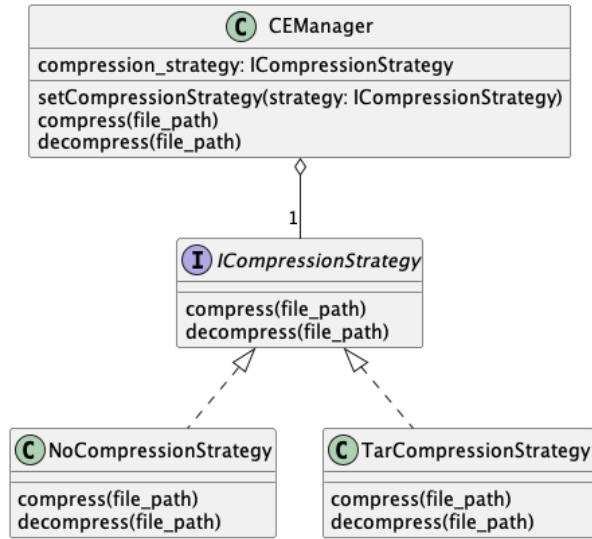 C CEManager
compression_strategy: ICompressionStrategy
setCompressionStrategy(strategy: ICompressionStrategy)
compress(file_path)
decompress(file_path)
1
I ICompressionStrategy
compress(file_path)
decompress(file_path)
C NoCompressionStrategy
compress(file_path)
decompress(file_path)
C TarCompressionStrategy
compress(file_path)
decompress(file_path)